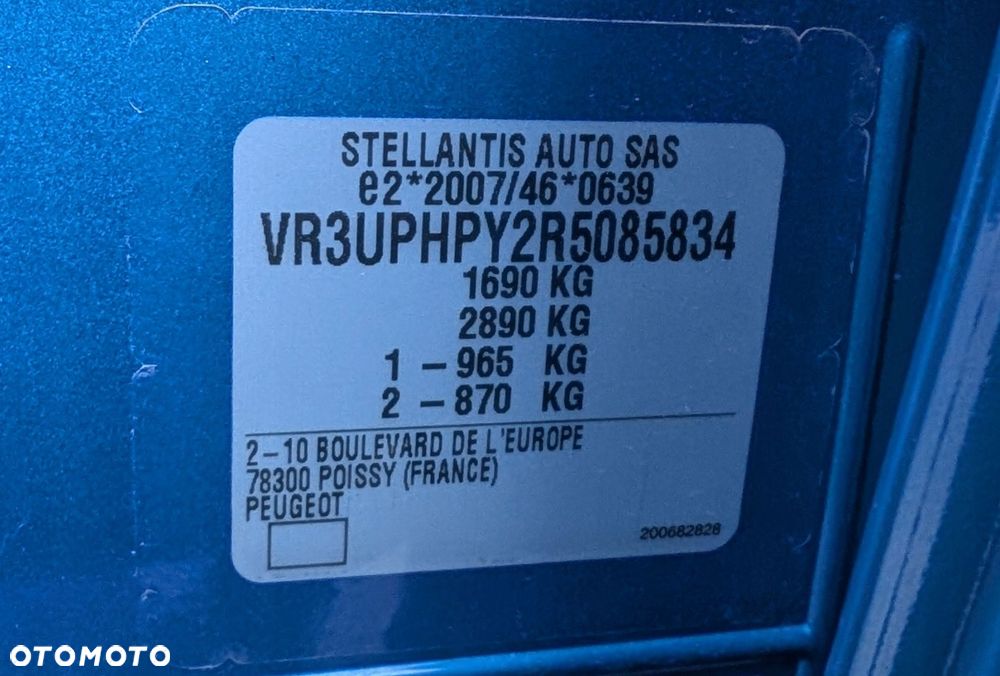 STELLANTIS AUTO SAS
e2*2007/46*0639
VR3UPHPY2R5085834
1690 KG
2890 KG
1 - 965 KG
2 - 870 KG
2-10 BOULEVARD DE L'EUROPE
78300 POISSY (FRANCE)
PEUGEOT
200682828
OTOMOTO